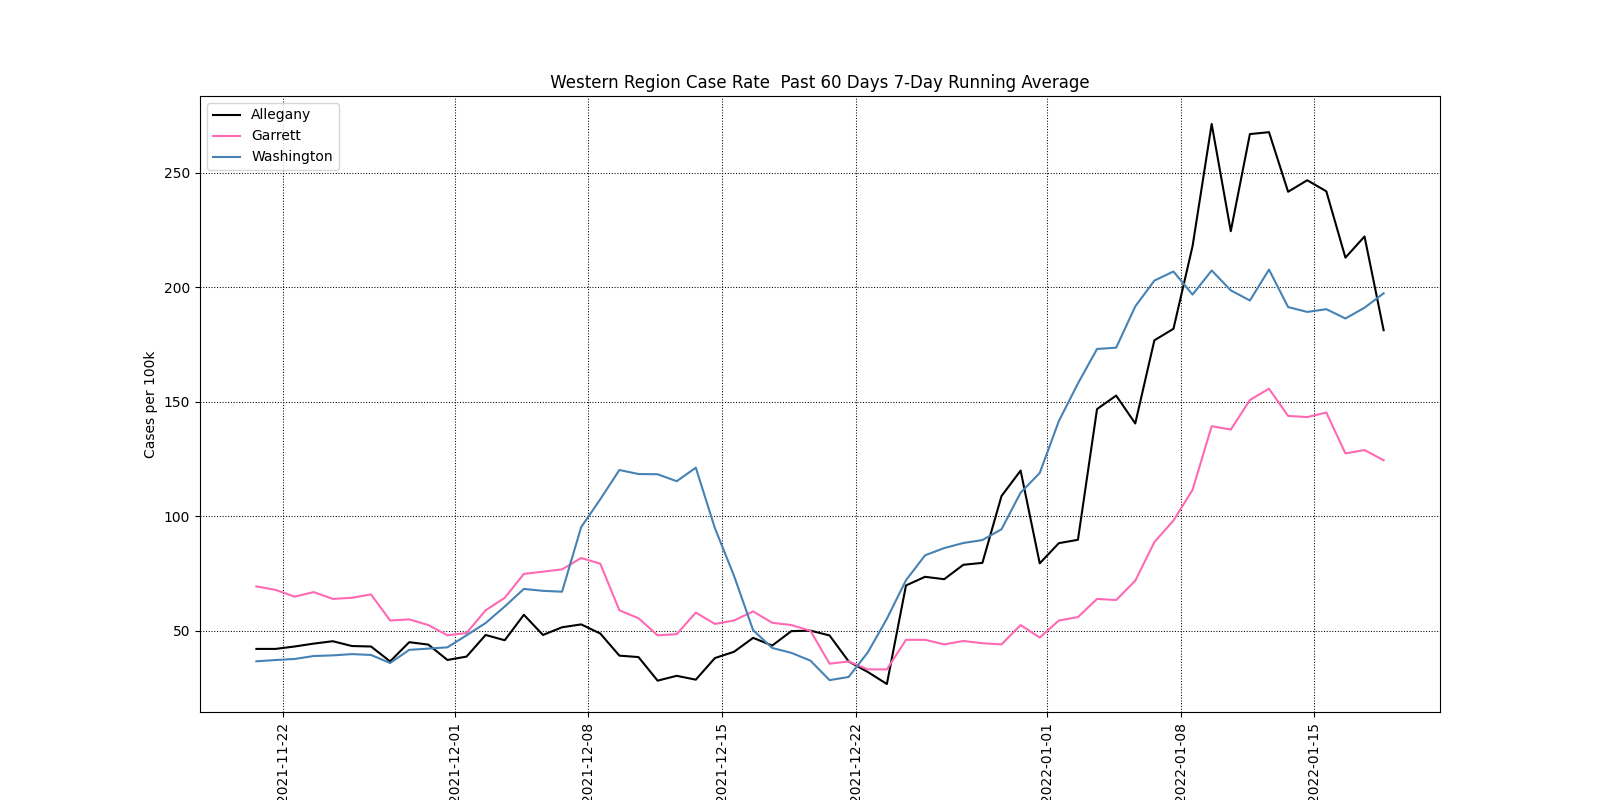 Western Region Case Rate  Past 60 Days 7-Day Running Average
Allegany
Garrett
Washington
250
200
150
100
50
Cases per 100k
2021-11-22
2021-12-01
2021-12-08
2021-12-15
2021-12-22
2022-01-01
2022-01-08
2022-01-15